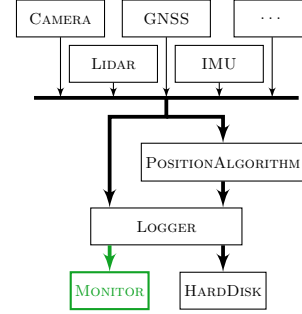 CAMERA GNSS ...
LIDAR IMU
POSITIONALGORITHM
LOGGER
MONITOR HARDDISK